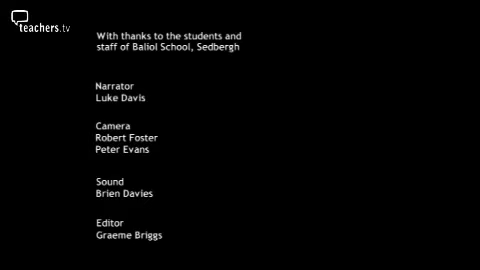 teachers.tv
With thanks to the students and
staff of Baliol School, Sedbergh
Narrator
Luke Davis
Camera
Robert Foster
Peter Evans
Sound
Brien Davies
Editor
Graeme Briggs